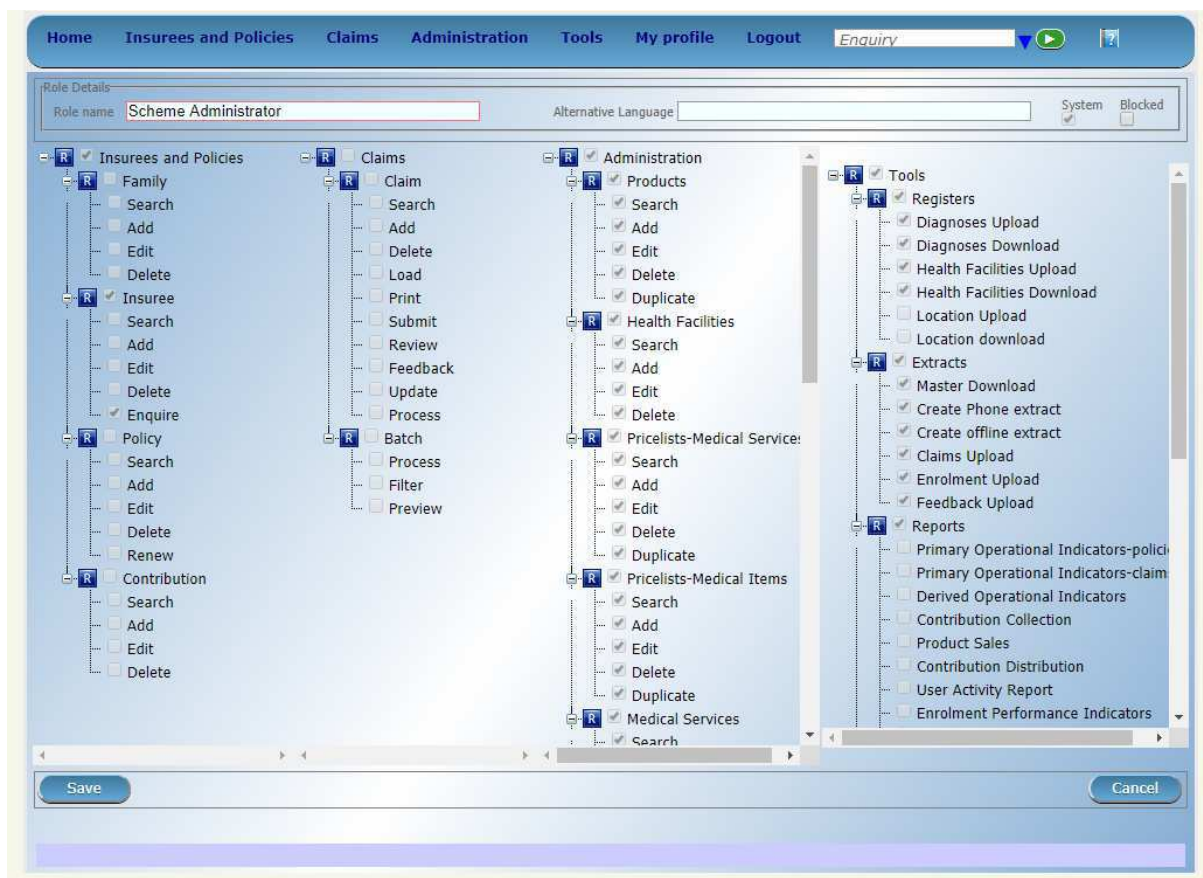 Home Insurees and Policies Claims Administration Tools My profile Logout Enquiry
Role Details
Role name Scheme Administrator Alternative Language System Blocked
R Insurees and Policies
R Family
Search
Add
Edit
Delete
R Insuree
Search
Add
Edit
Delete
Enquire
R Policy
Search
Add
Edit
Delete
Renew
R Contribution
Search
Add
Edit
Delete
R Claims
R Claim
Search
Add
Delete
Load
Print
Submit
Review
Feedback
Update
Process
R Batch
Process
Filter
Preview
R Administration
R Products
Search
Add
Edit
Delete
Duplicate
R Health Facilities
Search
Add
Edit
Delete
R Pricelists-Medical Services
Search
Add
Edit
Delete
Duplicate
R Pricelists-Medical Items
Search
Add
Edit
Delete
Duplicate
R Medical Services
Search
R Tools
R Registers
Diagnoses Upload
Diagnoses Download
Health Facilities Upload
Health Facilities Download
Location Upload
Location download
R Extracts
Master Download
Create Phone extract
Create offline extract
Claims Upload
Enrolment Upload
Feedback Upload
R Reports
Primary Operational Indicators-polici
Primary Operational Indicators-claim
Derived Operational Indicators
Contribution Collection
Product Sales
Contribution Distribution
User Activity Report
Enrolment Performance Indicators
Save Cancel